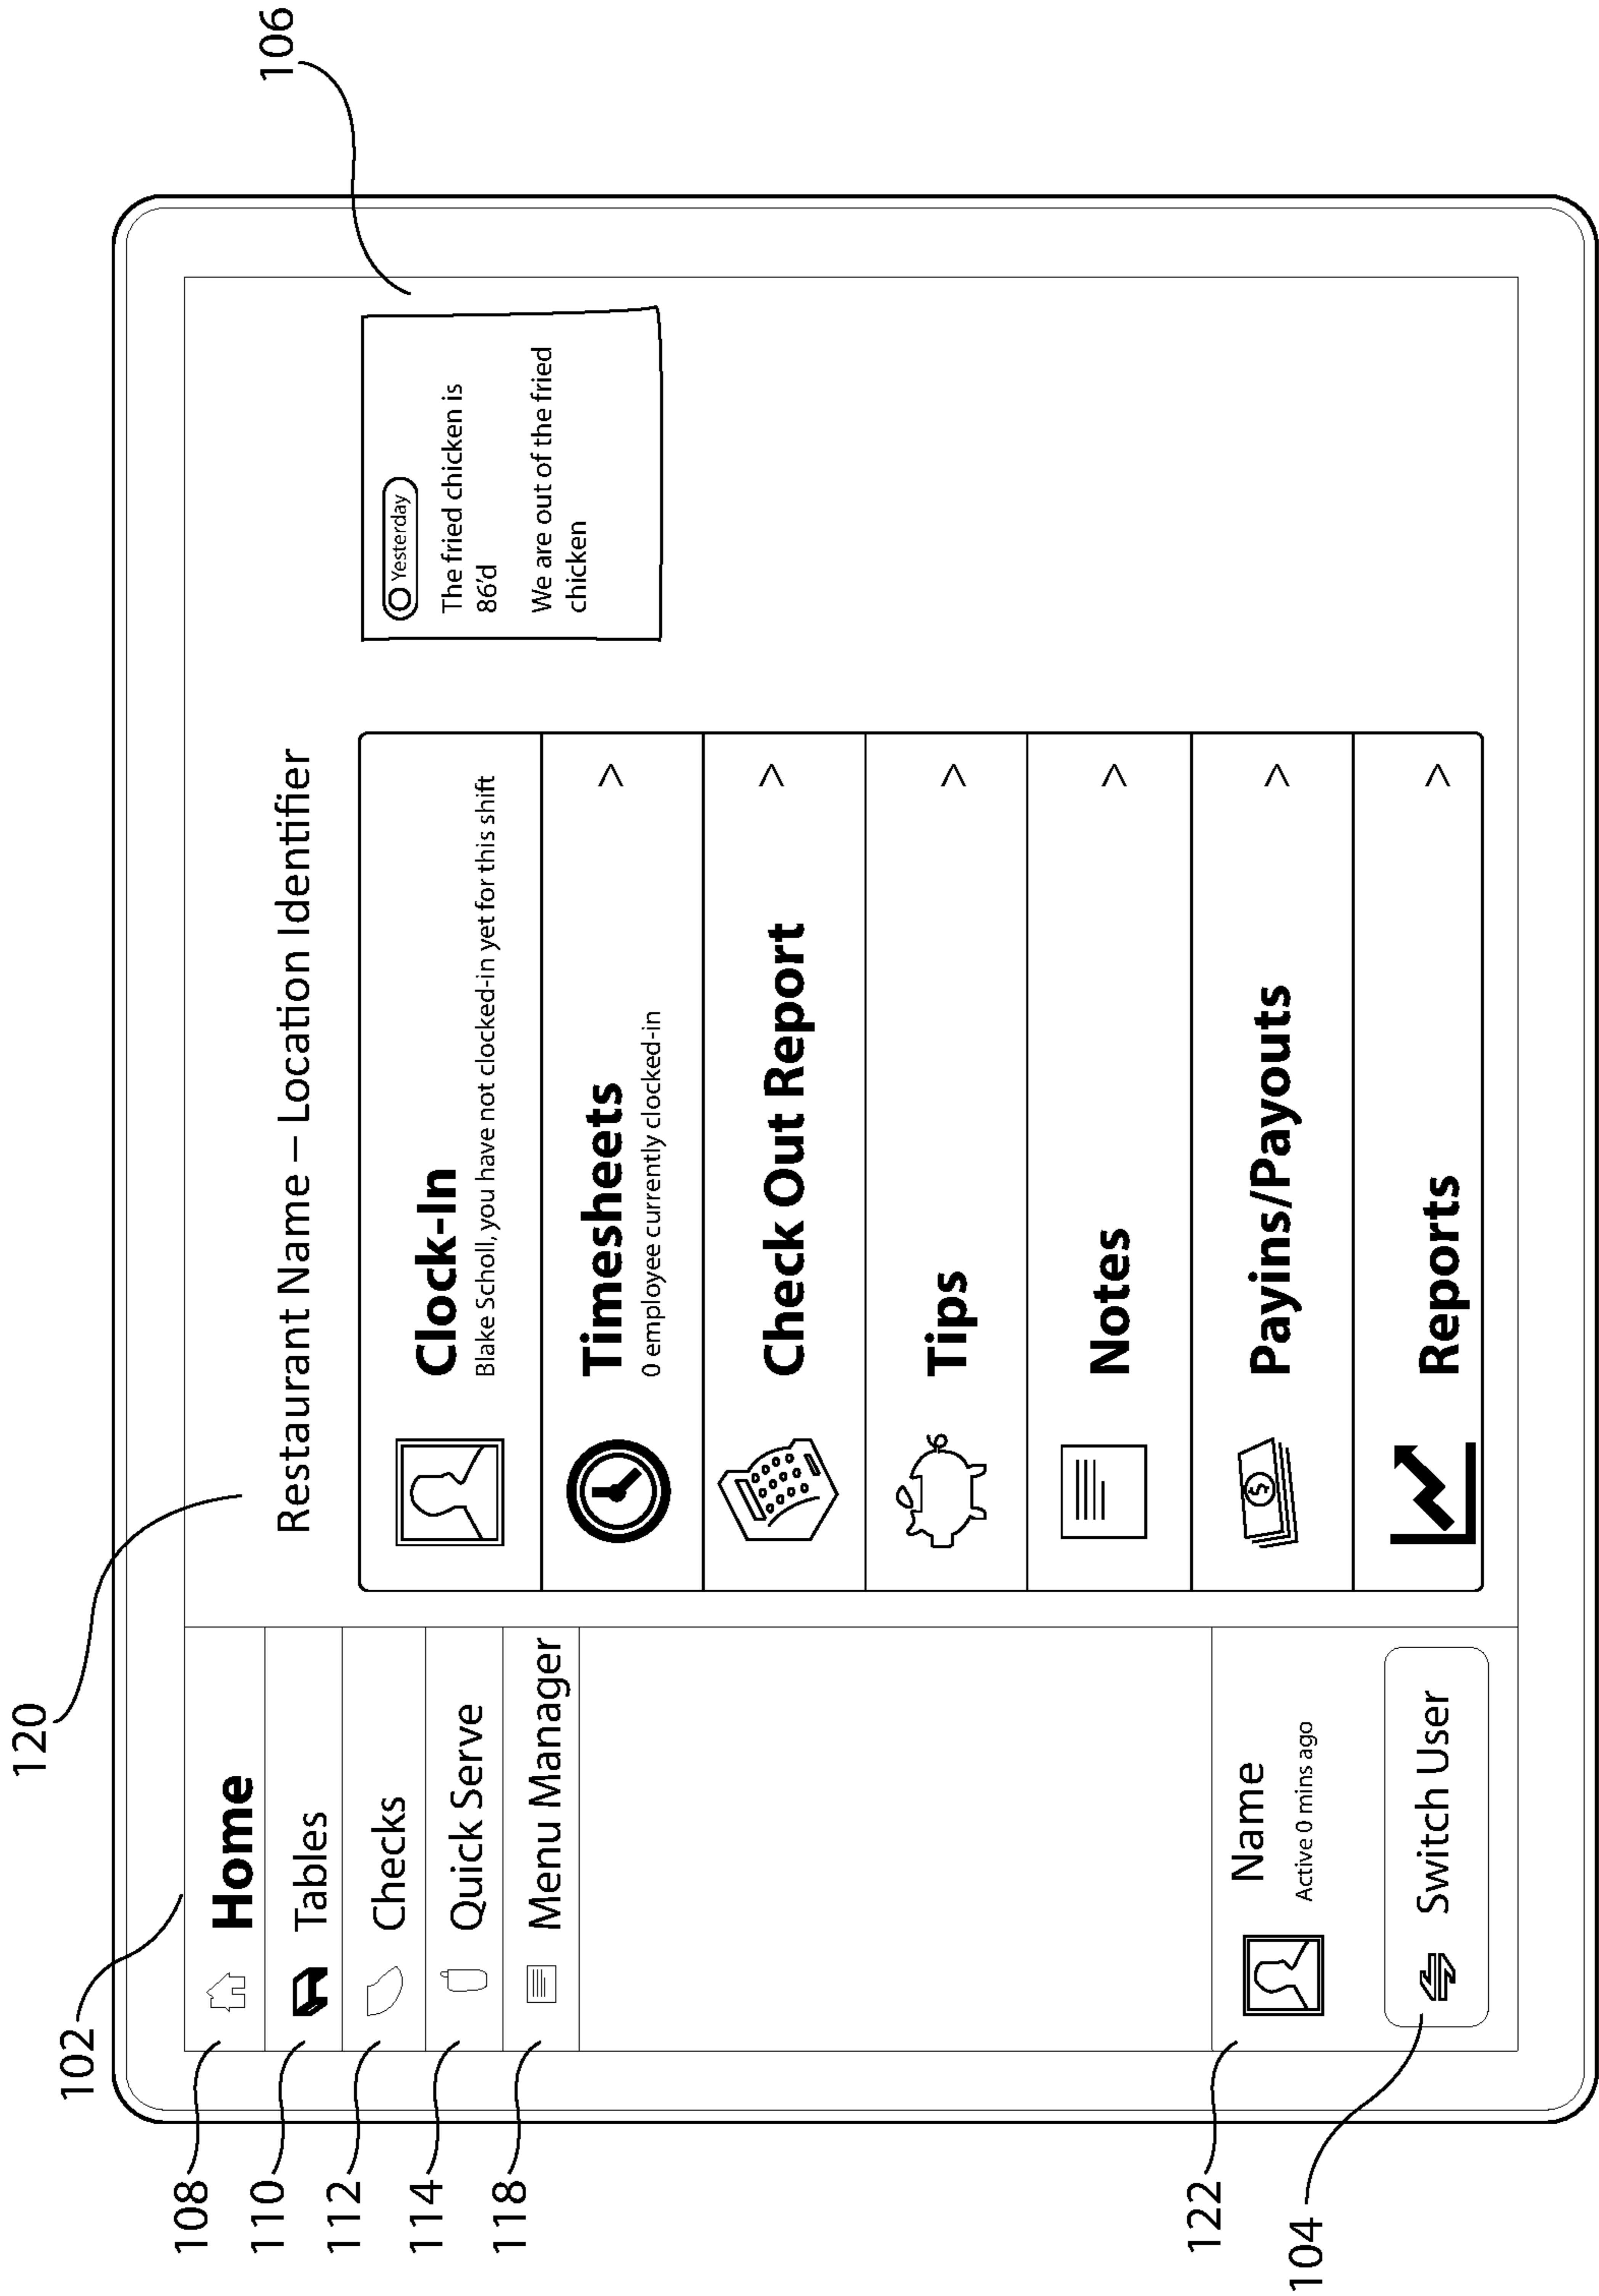 120
106
102
Restaurant Name – Location Identifier
108
Home
110
Tables
112
Checks
114
Quick Serve
118
Menu Manager
Clock-In
Blake Scholl, you have not clocked-in yet for this shift
Timesheets
0 employee currently clocked-in
>
Check Out Report
>
Tips
>
Notes
>
Payins/Payouts
>
Reports
>
Yesterday
The fried chicken is
86'd
We are out of the fried
chicken
122
Name
Active 0 mins ago
104
Switch User